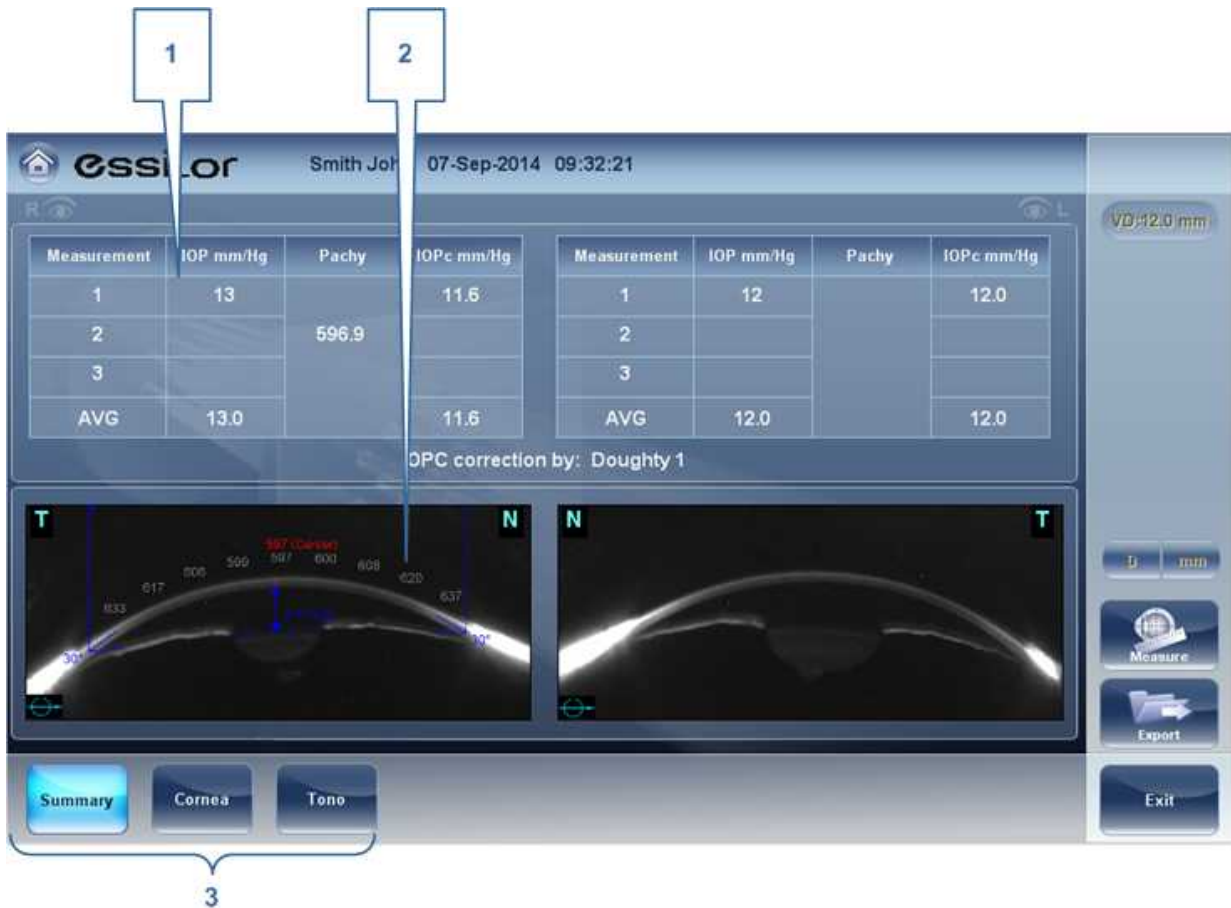 1
2
essilor Smith Joh 07-Sep-2014 09:32:21
R L
VD:12.0 mm
Measurement IOP mm/Hg Pachy IOPc mm/Hg
1 13 11.6
2 596.9
3
AVG 13.0 11.6
Measurement IOP mm/Hg Pachy IOPc mm/Hg
1 12 12.0
2
3
AVG 12.0 12.0
OPC correction by: Doughty 1
T N
597 (Center)
633 617 606 599 597 600 608 620 637
30° 30°
N T
D mm
Measure
Export
Summary Cornea Tono
Exit
3